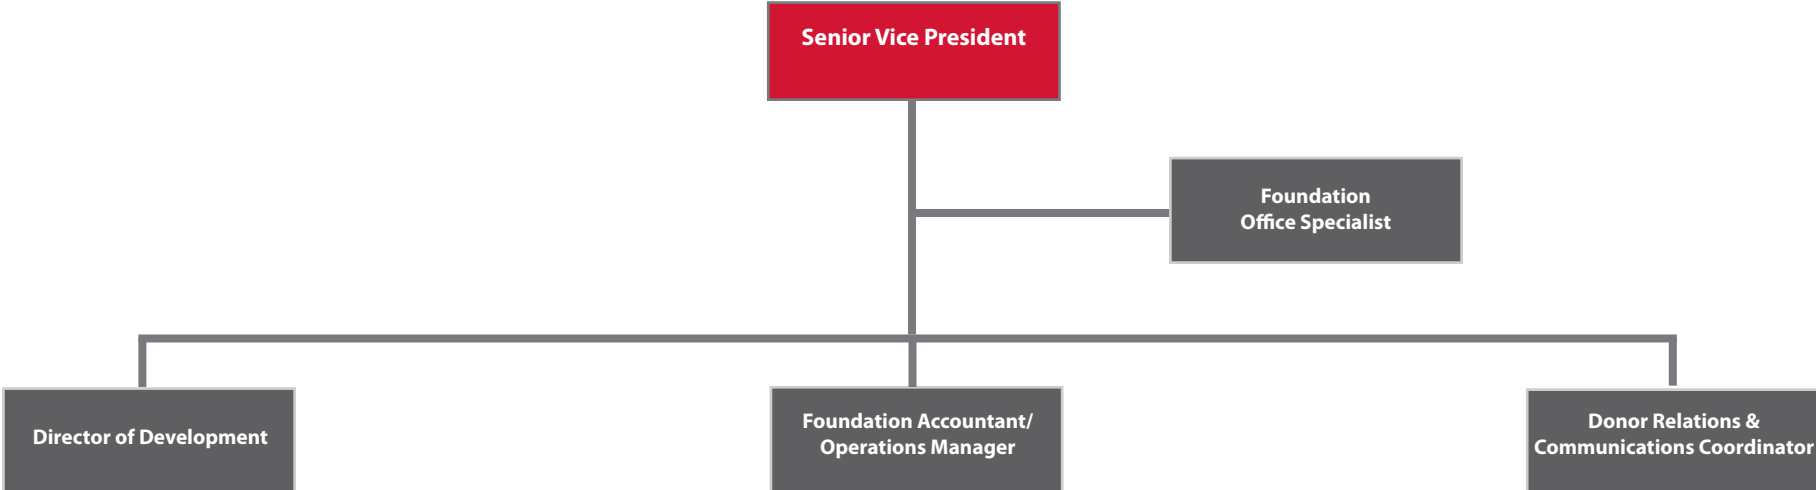 Senior Vice President
Foundation
Office Specialist
Director of Development
Foundation Accountant/
Operations Manager
Donor Relations &
Communications Coordinator